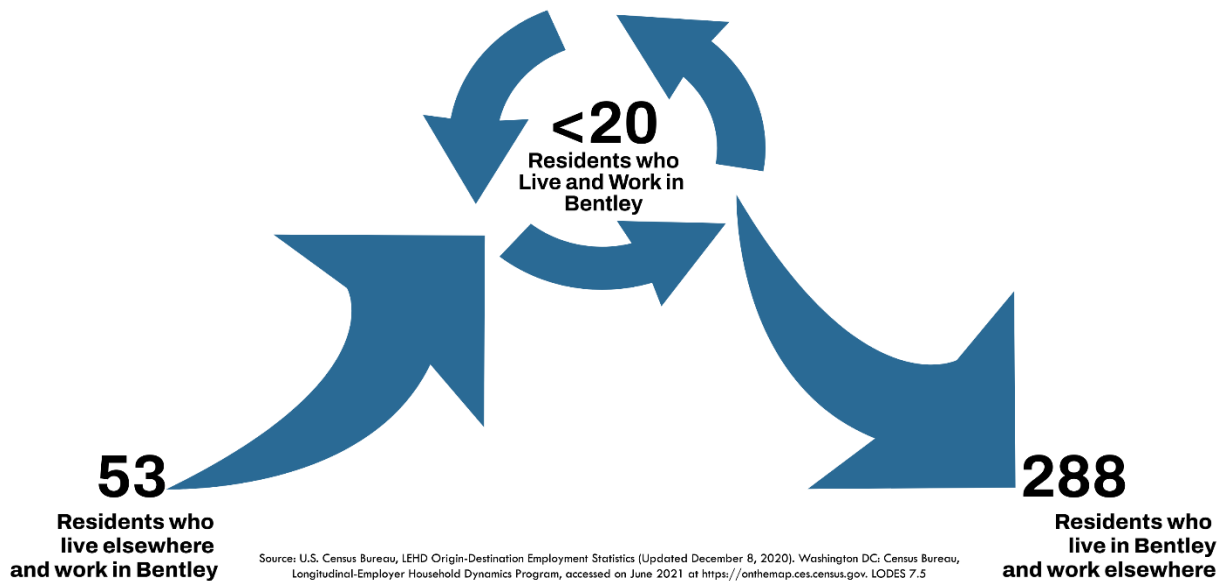 <20
Residents who
Live and Work in
Bentley
53
Residents who
live elsewhere
and work in Bentley
288
Residents who
live in Bentley
and work elsewhere
Source: U.S. Census Bureau, LEHD Origin-Destination Employment Statistics (Updated December 8, 2020). Washington DC: Census Bureau,
Longitudinal-Employer Household Dynamics Program, accessed on June 2021 at https://onthemap.ces.census.gov. LODES 7.5